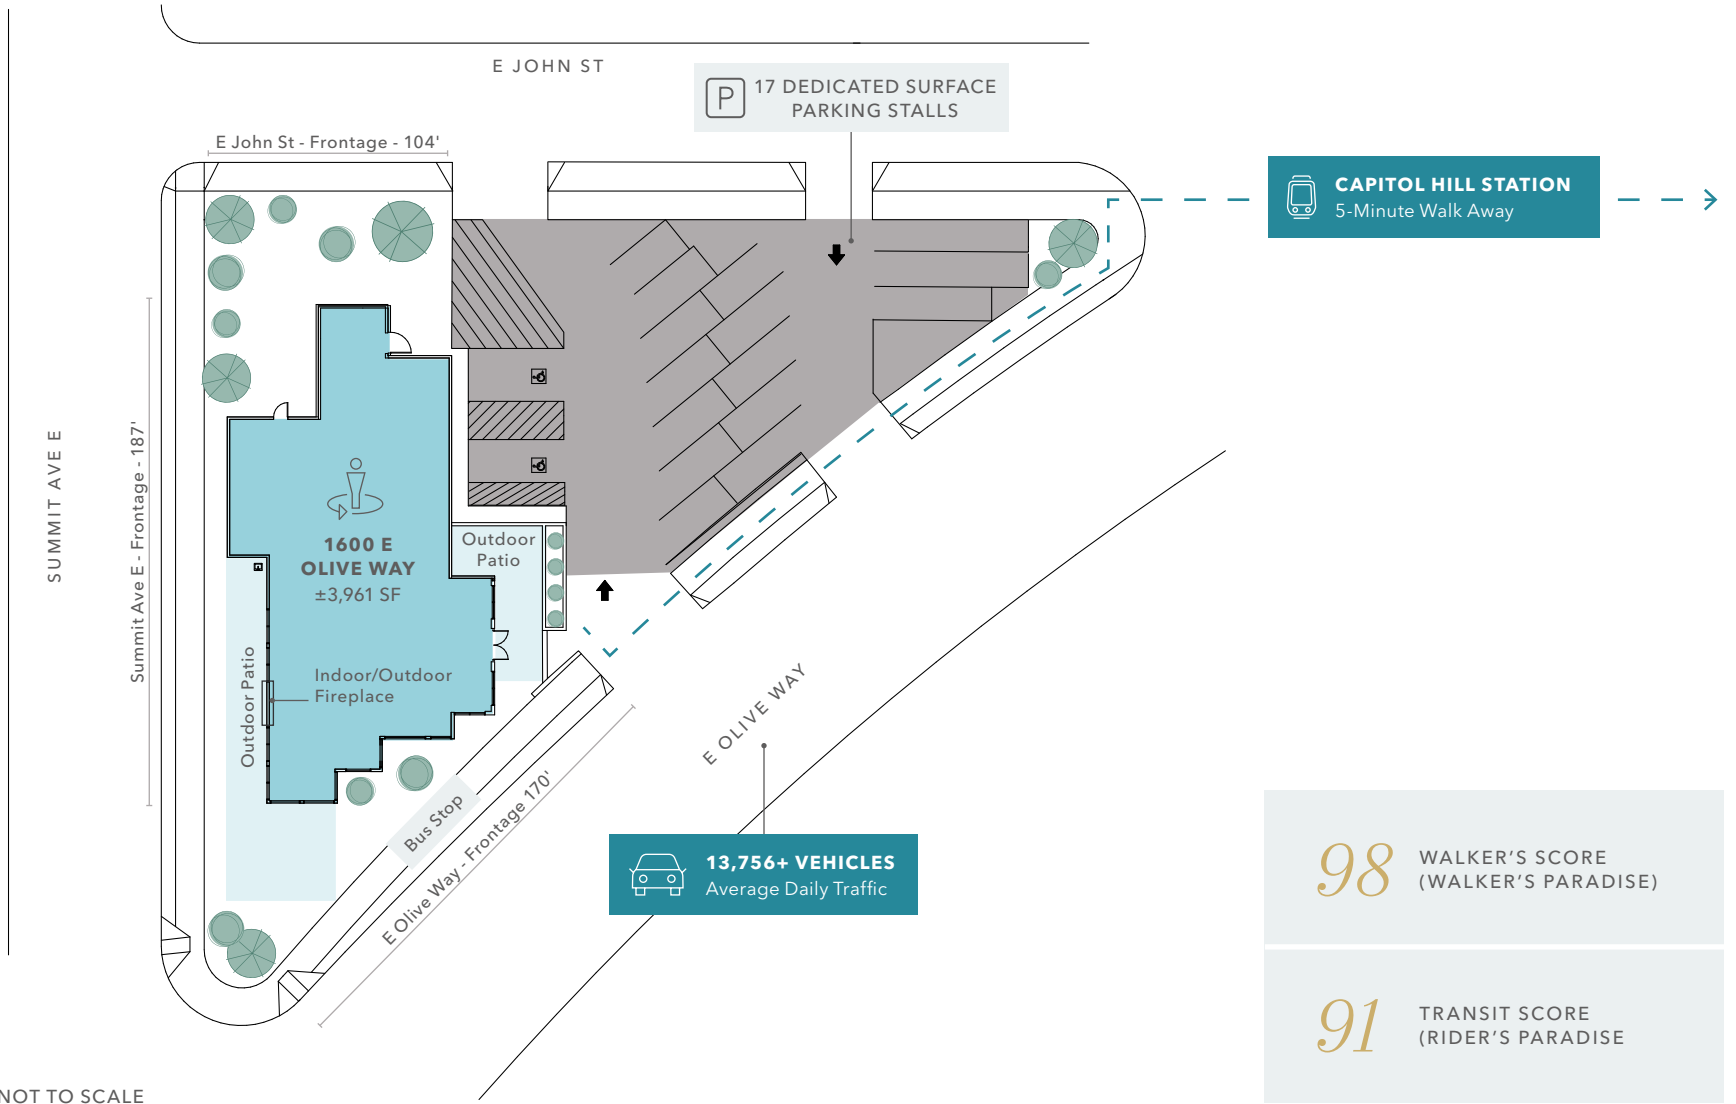 E JOHN ST
P
17 DEDICATED SURFACE
PARKING STALLS
E John St - Frontage - 104'
CAPITOL HILL STATION
5-Minute Walk Away
SUMMIT AVE E
Summit Ave E - Frontage - 187'
1600 E
OLIVE WAY
±3,961 SF
Outdoor
Patio
Outdoor Patio
Indoor/Outdoor
Fireplace
Bus Stop
E Olive Way - Frontage 170'
E OLIVE WAY
13,756+ VEHICLES
Average Daily Traffic
98
WALKER'S SCORE
(WALKER'S PARADISE)
91
TRANSIT SCORE
(RIDER'S PARADISE
NOT TO SCALE